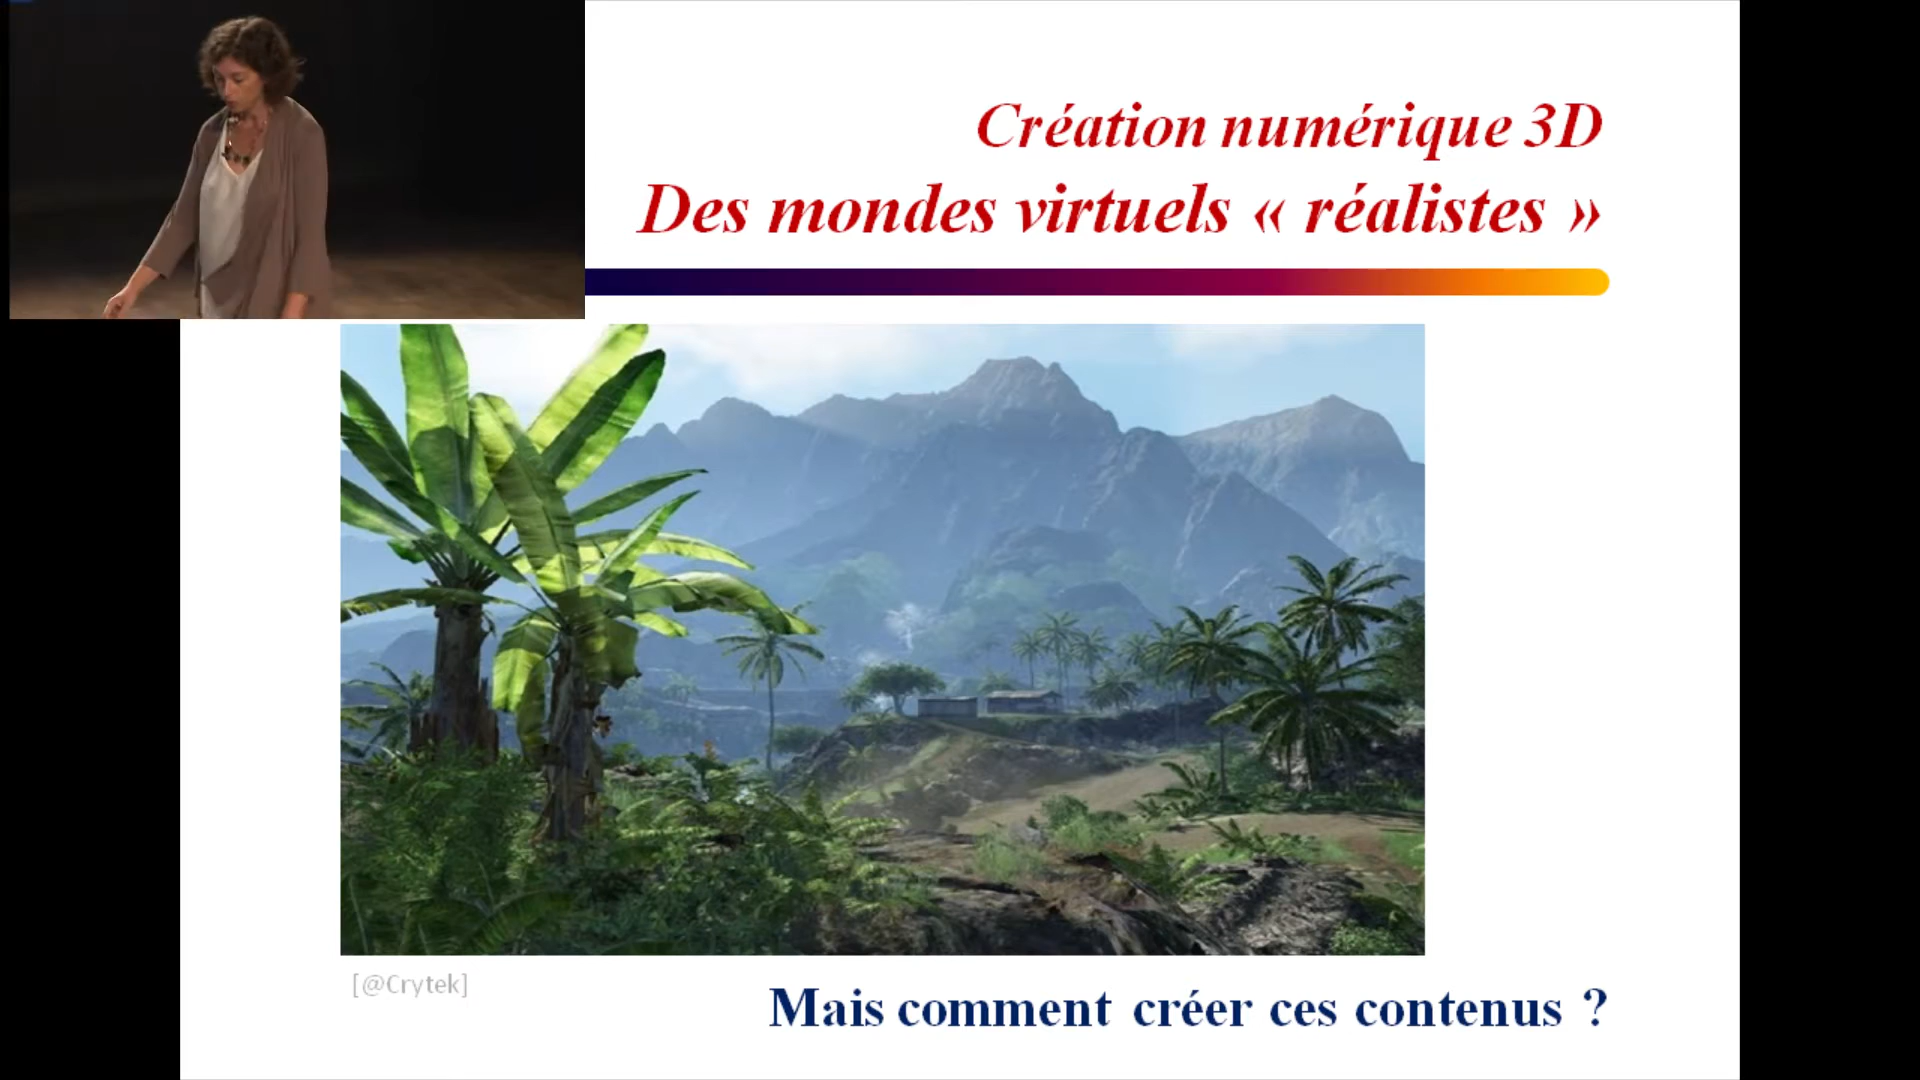 Création numérique 3D
Des mondes virtuels « réalistes »
[@Crytek]
Mais comment créer ces contenus ?